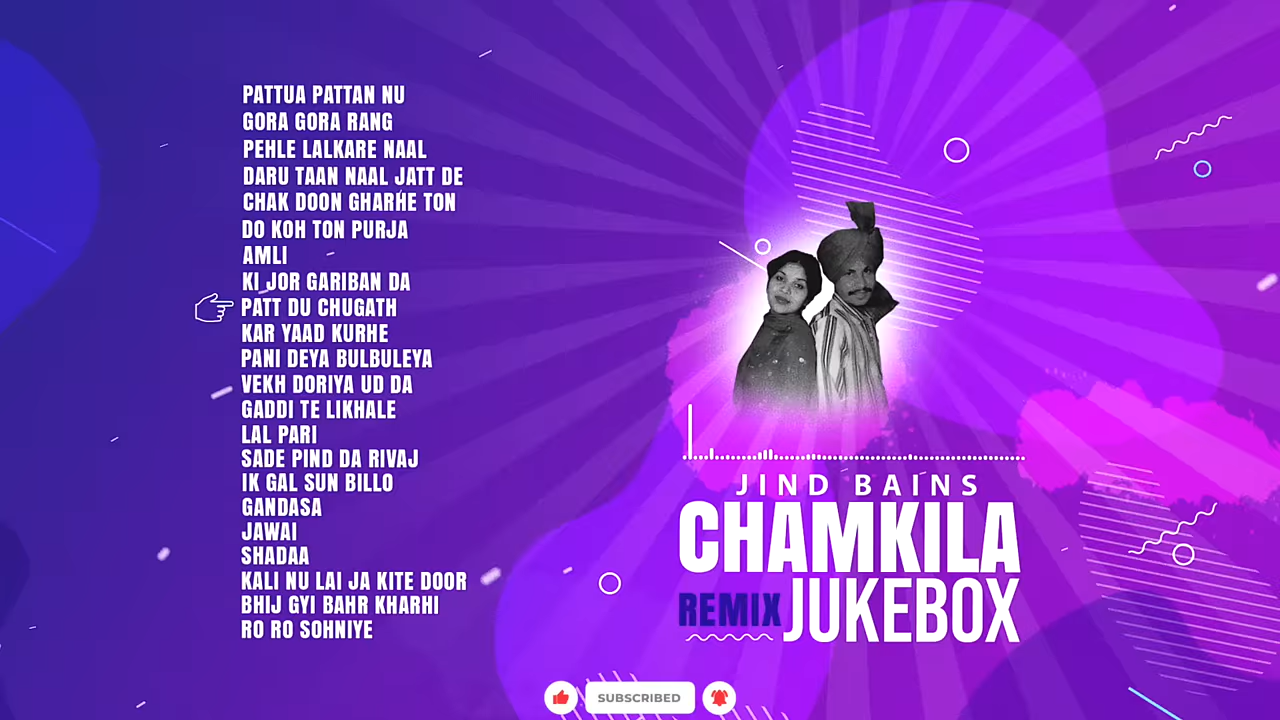 PATTUA PATTAN NU
GORA GORA RANG
PEHLE LALKARE NAAL
DARU TAAN NAAL JATT DE
CHAK DOON GHARHE TON
DO KOH TON PURJA
AMLI
KI JOR GARIBAN DA
PATT DU CHUGATH
KAR YAAD KURHE
PANI DEYA BULBULEYA
VEKH DORIYA UD DA
GADDI TE LIKHALE
LAL PARI
SADE PIND DA RIVAJ
IK GAL SUN BILLO
GANDASA
JAWAI
SHADAA
KALI NU LAI JA KITE DOOR
BHIJ GYI BAHR KHARHI
RO RO SOHNIYE
JIND BAINS
CHAMKILA
REMIX JUKEBOX
SUBSCRIBED